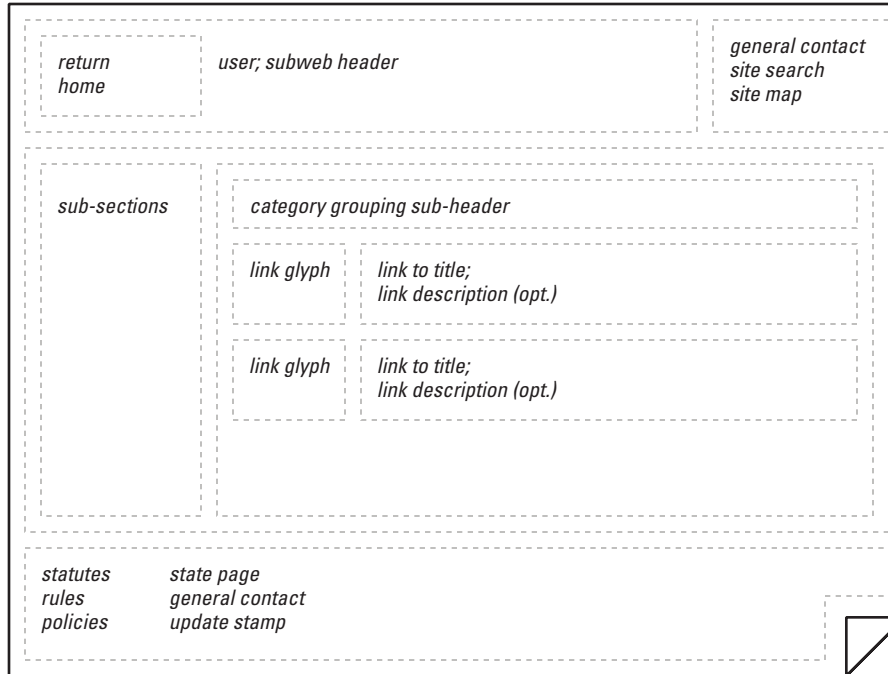 return
home
user; subweb header
general contact
site search
site map
sub-sections
category grouping sub-header
link glyph
link to title;
link description (opt.)
link glyph
link to title;
link description (opt.)
statutes
rules
policies
state page
general contact
update stamp